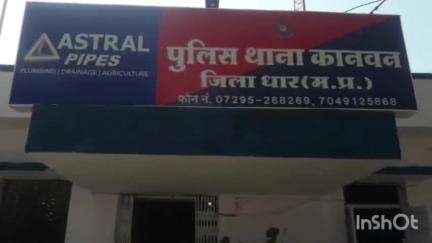 ASTRAL
PIPES
PLUMBING | DRAINAGE | AGRICULTURE
पुलिस थाना कानवन
जिला धार(म.प्र.)
फोन नं. 07295-268269, 7049125868
InShOt